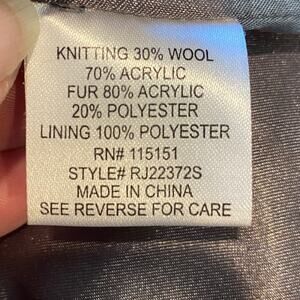 KNITTING 30% WOOL
70% ACRYLIC
FUR 80% ACRYLIC
20% POLYESTER
LINING 100% POLYESTER
RN# 115151
STYLE# RJ22372S
MADE IN CHINA
SEE REVERSE FOR CARE